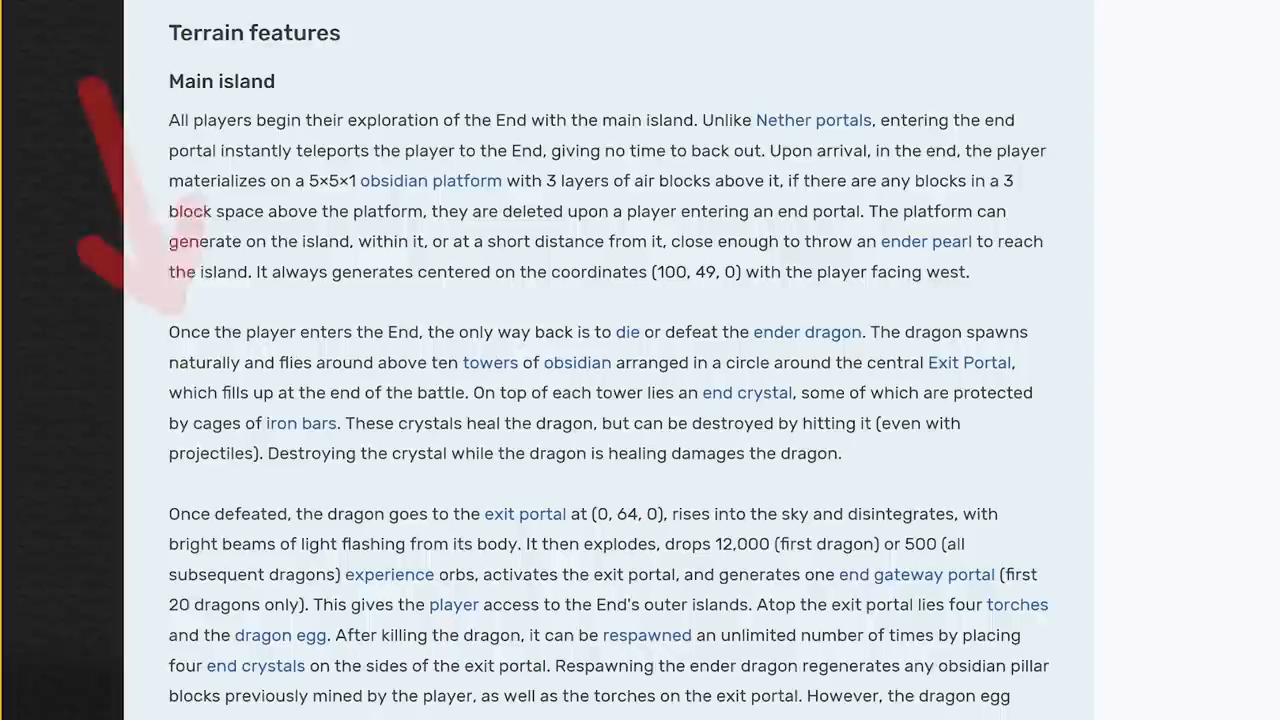 Terrain features
Main island
All players begin their exploration of the End with the main island. Unlike Nether portals, entering the end
portal instantly teleports the player to the End, giving no time to back out. Upon arrival, in the end, the player
materializes on a 5×5×1 obsidian platform with 3 layers of air blocks above it, if there are any blocks in a 3
block space above the platform, they are deleted upon a player entering an end portal. The platform can
generate on the island, within it, or at a short distance from it, close enough to throw an ender pearl to reach
the island. It always generates centered on the coordinates (100, 49, 0) with the player facing west.
Once the player enters the End, the only way back is to die or defeat the ender dragon. The dragon spawns
naturally and flies around above ten towers of obsidian arranged in a circle around the central Exit Portal,
which fills up at the end of the battle. On top of each tower lies an end crystal, some of which are protected
by cages of iron bars. These crystals heal the dragon, but can be destroyed by hitting it (even with
projectiles). Destroying the crystal while the dragon is healing damages the dragon.
Once defeated, the dragon goes to the exit portal at (0, 64, 0), rises into the sky and disintegrates, with
bright beams of light flashing from its body. It then explodes, drops 12,000 (first dragon) or 500 (all
subsequent dragons) experience orbs, activates the exit portal, and generates one end gateway portal (first
20 dragons only). This gives the player access to the End's outer islands. Atop the exit portal lies four torches
and the dragon egg. After killing the dragon, it can be respawned an unlimited number of times by placing
four end crystals on the sides of the exit portal. Respawning the ender dragon regenerates any obsidian pillar
blocks previously mined by the player, as well as the torches on the exit portal. However, the dragon egg